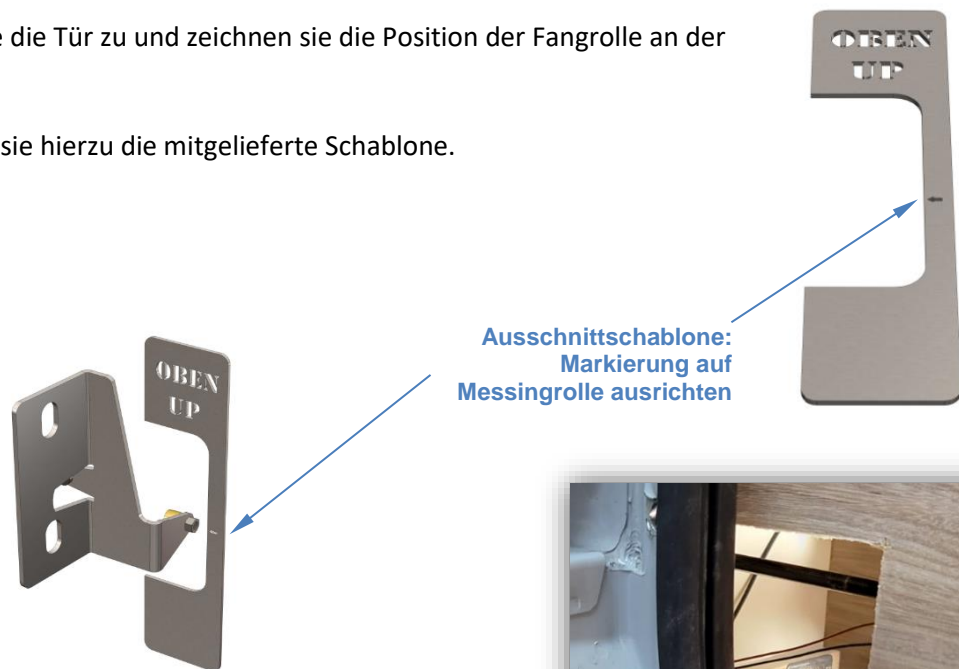 die Tür zu und zeichnen sie die Position der Fangrolle an der
sie hierzu die mitgelieferte Schablone.
OBEN
UP
Ausschnittschablone:
Markierung auf
Messingrolle ausrichten
OBEN
UP